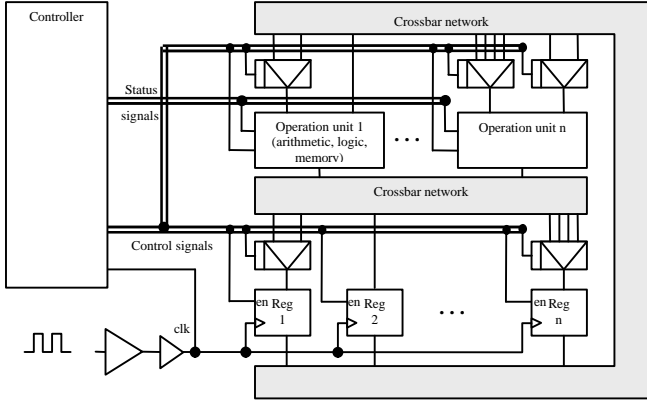 Controller
Crossbar network
Status
signals
Operation unit 1
(arithmetic, logic,
memory)
...
Operation unit n
Crossbar network
Control signals
en Reg
1
en Reg
2
...
en Reg
n
clk